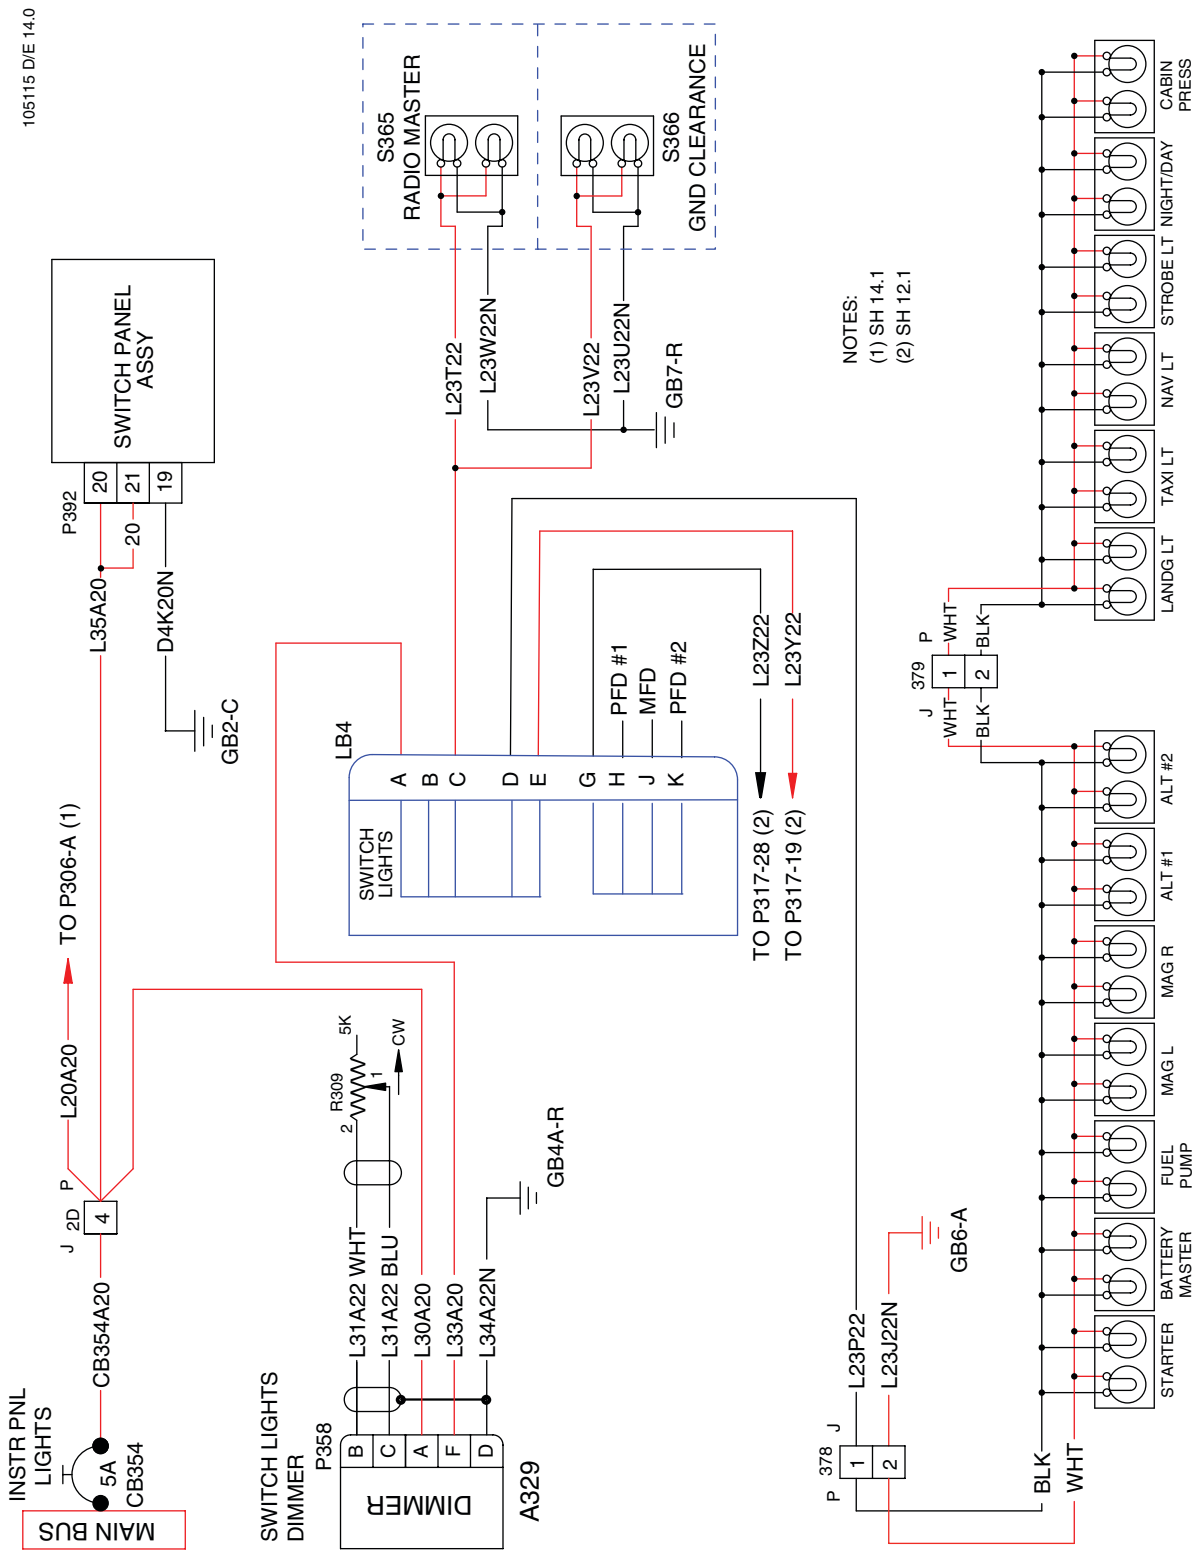 105115 D/E 14.0
INSTR PNL
LIGHTS
MAIN BUS
5A
CB354
CB354A20
J
2D
P
4
L20A20
TO P306-A (1)
L35A20
20
P392
20
21
19
SWITCH PANEL
ASSY
D4K20N
GB2-C
S365
RADIO MASTER
S366
GND CLEARANCE
L23T22
L23W22N
L23V22
L23U22N
GB7-R
NOTES:
(1) SH 14.1
(2) SH 12.1
SWITCH LIGHTS
DIMMER
P358
B
C
A
F
D
DIMMER
A329
L31A22 WHT
L31A22 BLU
L30A20
L33A20
L34A22N
GB4A-R
2
R309
5K
1
CW
LB4
SWITCH
LIGHTS
A
B
C
D
E
G
H
J
K
PFD #1
MFD
PFD #2
L23Z22
L23Y22
TO P317-28 (2)
TO P317-19 (2)
P
378
J
1
2
L23P22
L23J22N
GB6-A
BLK
WHT
J
379
P
1
2
WHT
WHT
BLK
BLK
STARTER
BATTERY
MASTER
FUEL
PUMP
MAG L
MAG R
ALT #1
ALT #2
LANDG LT
TAXI LT
NAV LT
STROBE LT
NIGHT/DAY
CABIN
PRESS